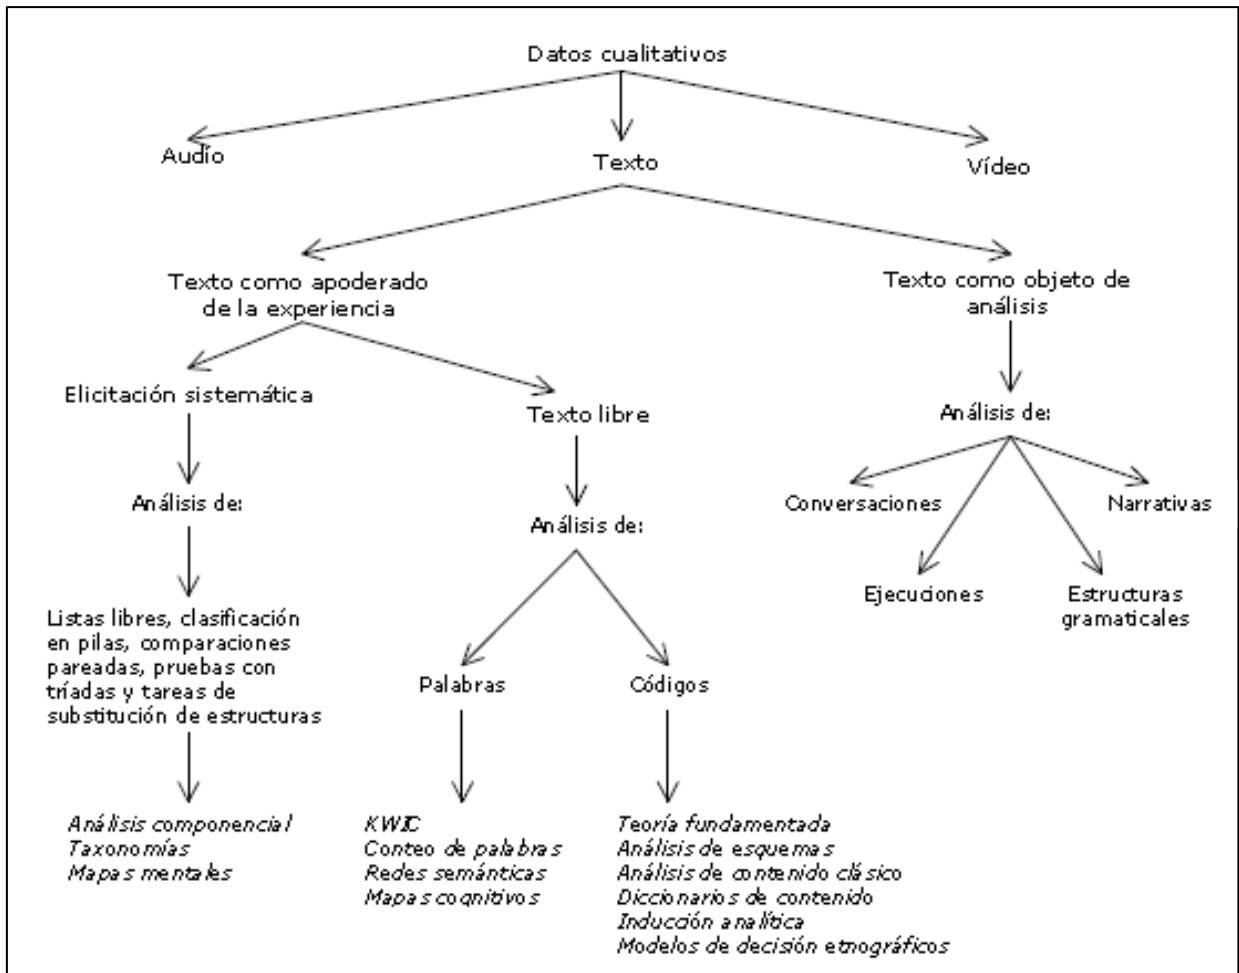 Datos cualitativos
Audio
Texto
Vídeo
Texto como apoderado
de la experiencia
Texto como objeto de
análisis
Elicitación sistemática
Texto libre
Análisis de:
Análisis de:
Análisis de:
Conversaciones
Narrativas
Ejecuciones
Estructuras
gramaticales
Listas libres, clasificación
en pilas, comparaciones
pareadas, pruebas con
tríadas y tareas de
substitución de estructuras
Palabras
Códigos
Análisis componencial
Taxonomías
Mapas mentales
KWIC
Conteo de palabras
Redes semánticas
Mapas cognitivos
Teoría fundamentada
Análisis de esquemas
Análisis de contenido clásico
Diccionarios de contenido
Inducción analítica
Modelos de decisión etnográficos